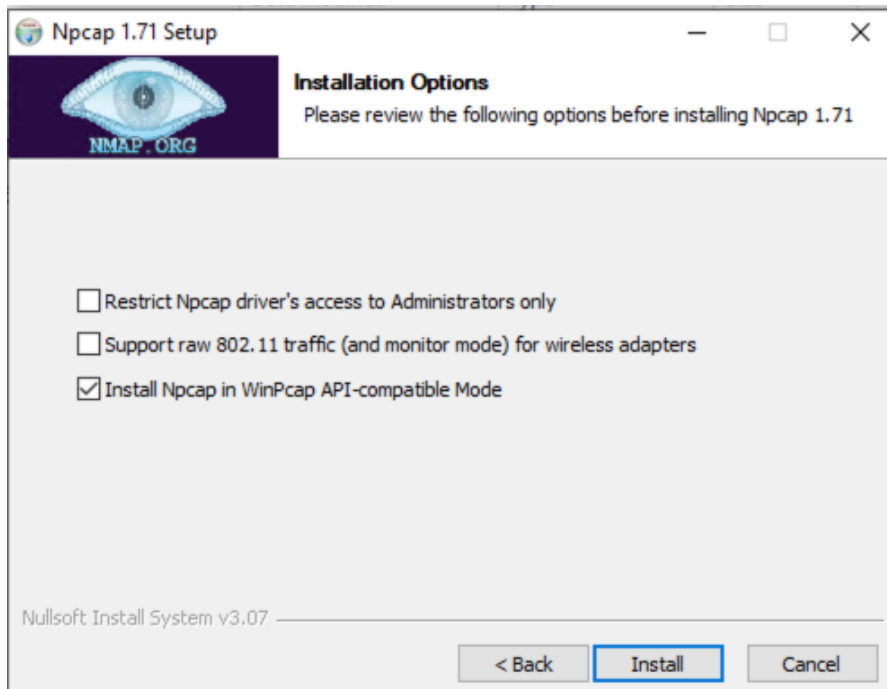 Npcap 1.71 Setup
NMAP.ORG
Installation Options
Please review the following options before installing Npcap 1.71
Restrict Npcap driver's access to Administrators only
Support raw 802.11 traffic (and monitor mode) for wireless adapters
Install Npcap in WinPcap API-compatible Mode
Nullsoft Install System v3.07
< Back
Install
Cancel